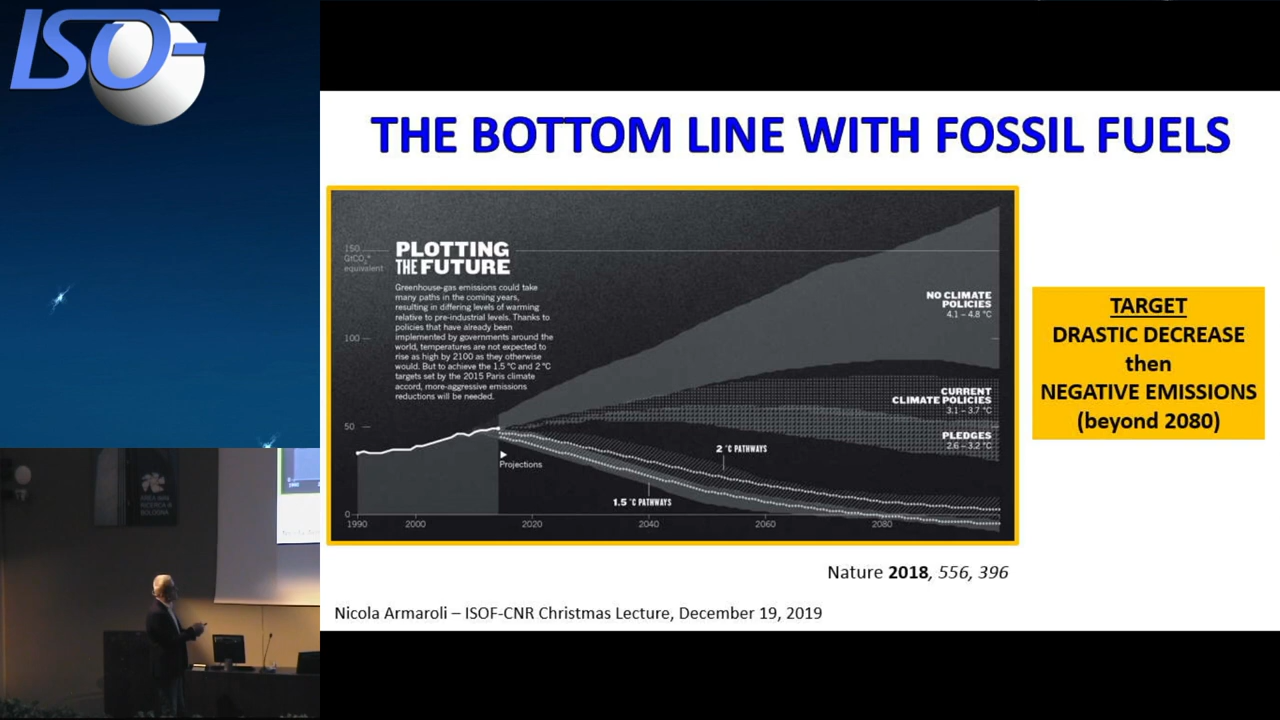 ISOF
THE BOTTOM LINE WITH FOSSIL FUELS
150
GtCO₂*
equivalent
PLOTTING
THE FUTURE
Greenhouse-gas emissions could take
many paths in the coming years,
resulting in differing levels of warming
relative to pre-industrial levels. Thanks to
policies that have already been
implemented by governments around the
world, temperatures are not expected to
rise as high by 2100 as they otherwise
would. But to achieve the 1.5 °C and 2 °C
targets set by the 2015 Paris climate
accord, more-aggressive emissions
reductions will be needed.
NO CLIMATE
POLICIES
4.1 – 4.8 °C
100
CURRENT
CLIMATE POLICIES
3.1 – 3.7 °C
50
PLEDGES
2.6 – 3.2 °C
2 °C PATHWAYS
Projections
1.5 °C PATHWAYS
0
1990 2000 2020 2040 2060 2080
TARGET
DRASTIC DECREASE
then
NEGATIVE EMISSIONS
(beyond 2080)
Nature 2018, 556, 396
Nicola Armaroli – ISOF-CNR Christmas Lecture, December 19, 2019
AREA DELLA
RICERCA DI
BOLOGNA